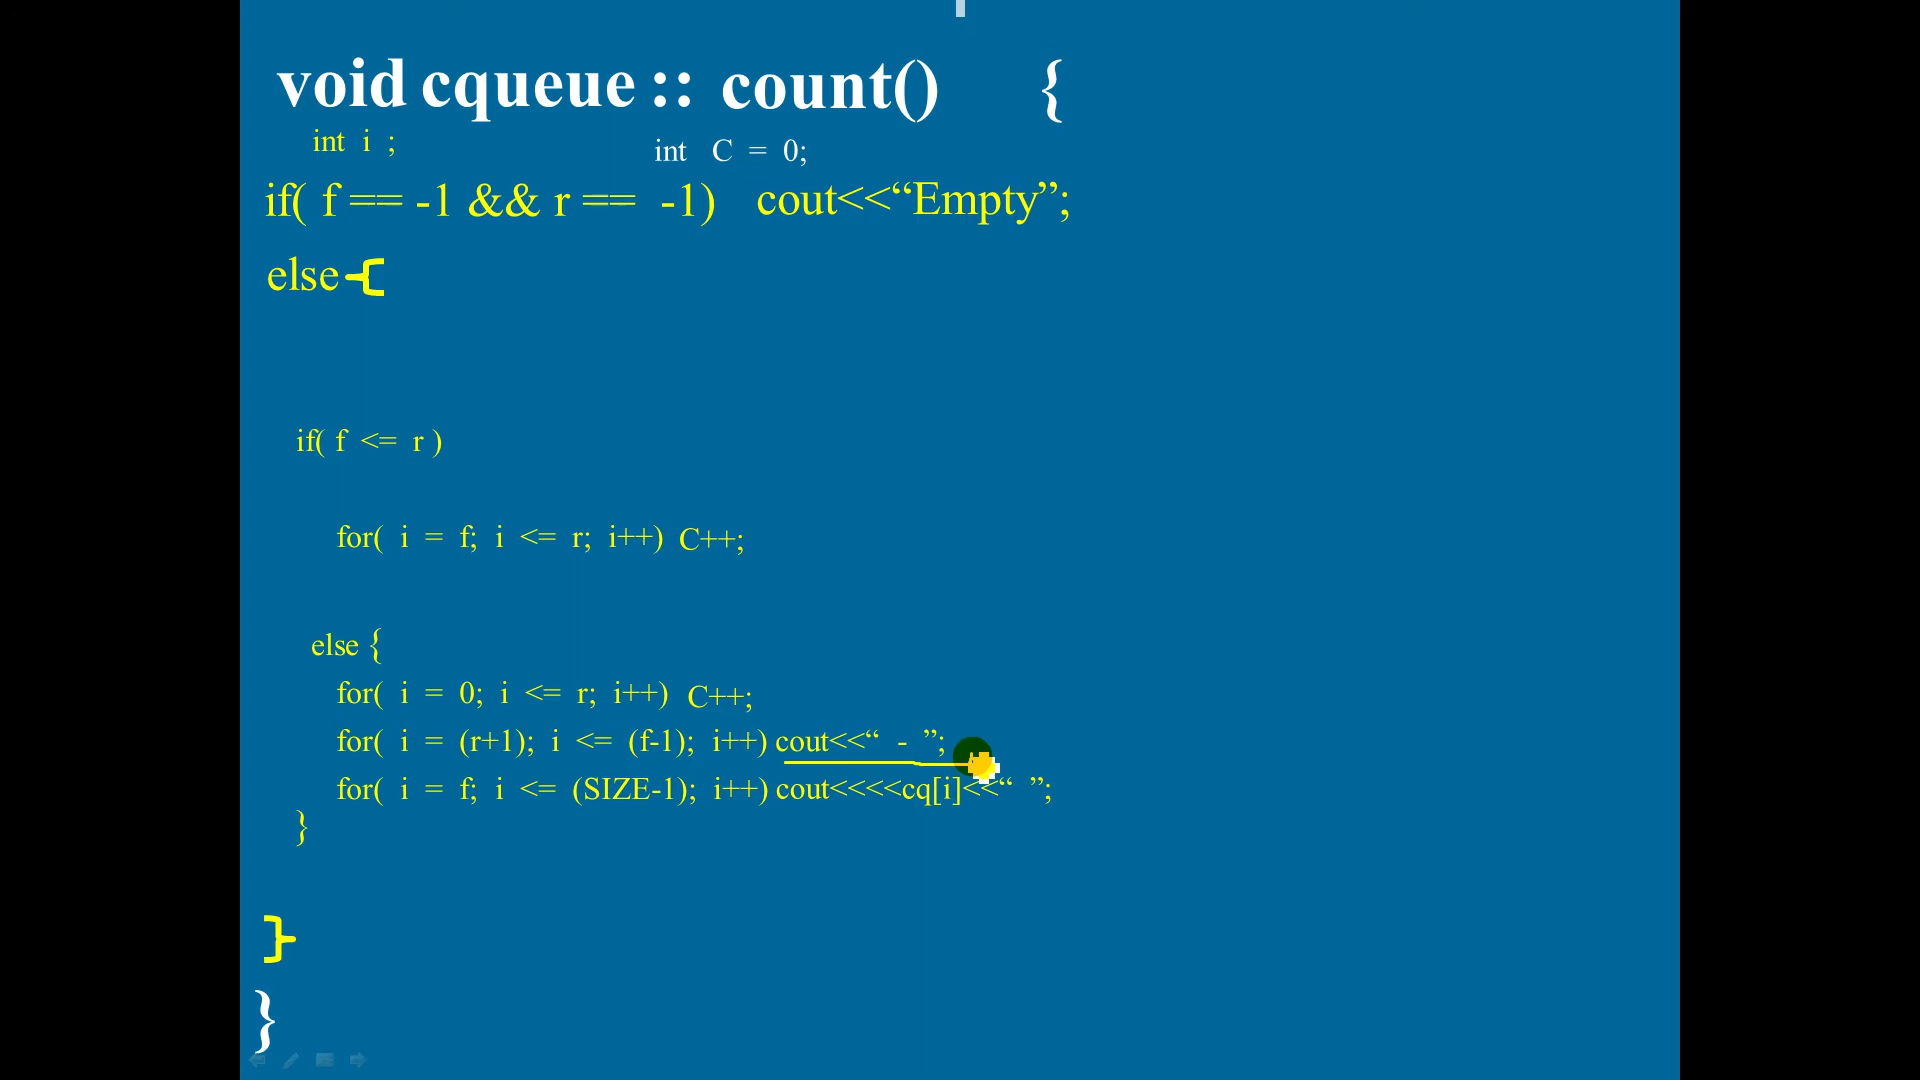 void cqueue :: count() {
int i ; int C = 0;
if( f == -1 && r == -1) cout<<“Empty”;
else {
if( f <= r )
for( i = f; i <= r; i++) C++;
else {
for( i = 0; i <= r; i++) C++;
for( i = (r+1); i <= (f-1); i++) cout<<“ - ”;
for( i = f; i <= (SIZE-1); i++) cout<<<<cq[i]<<“ ”;
}
}
}